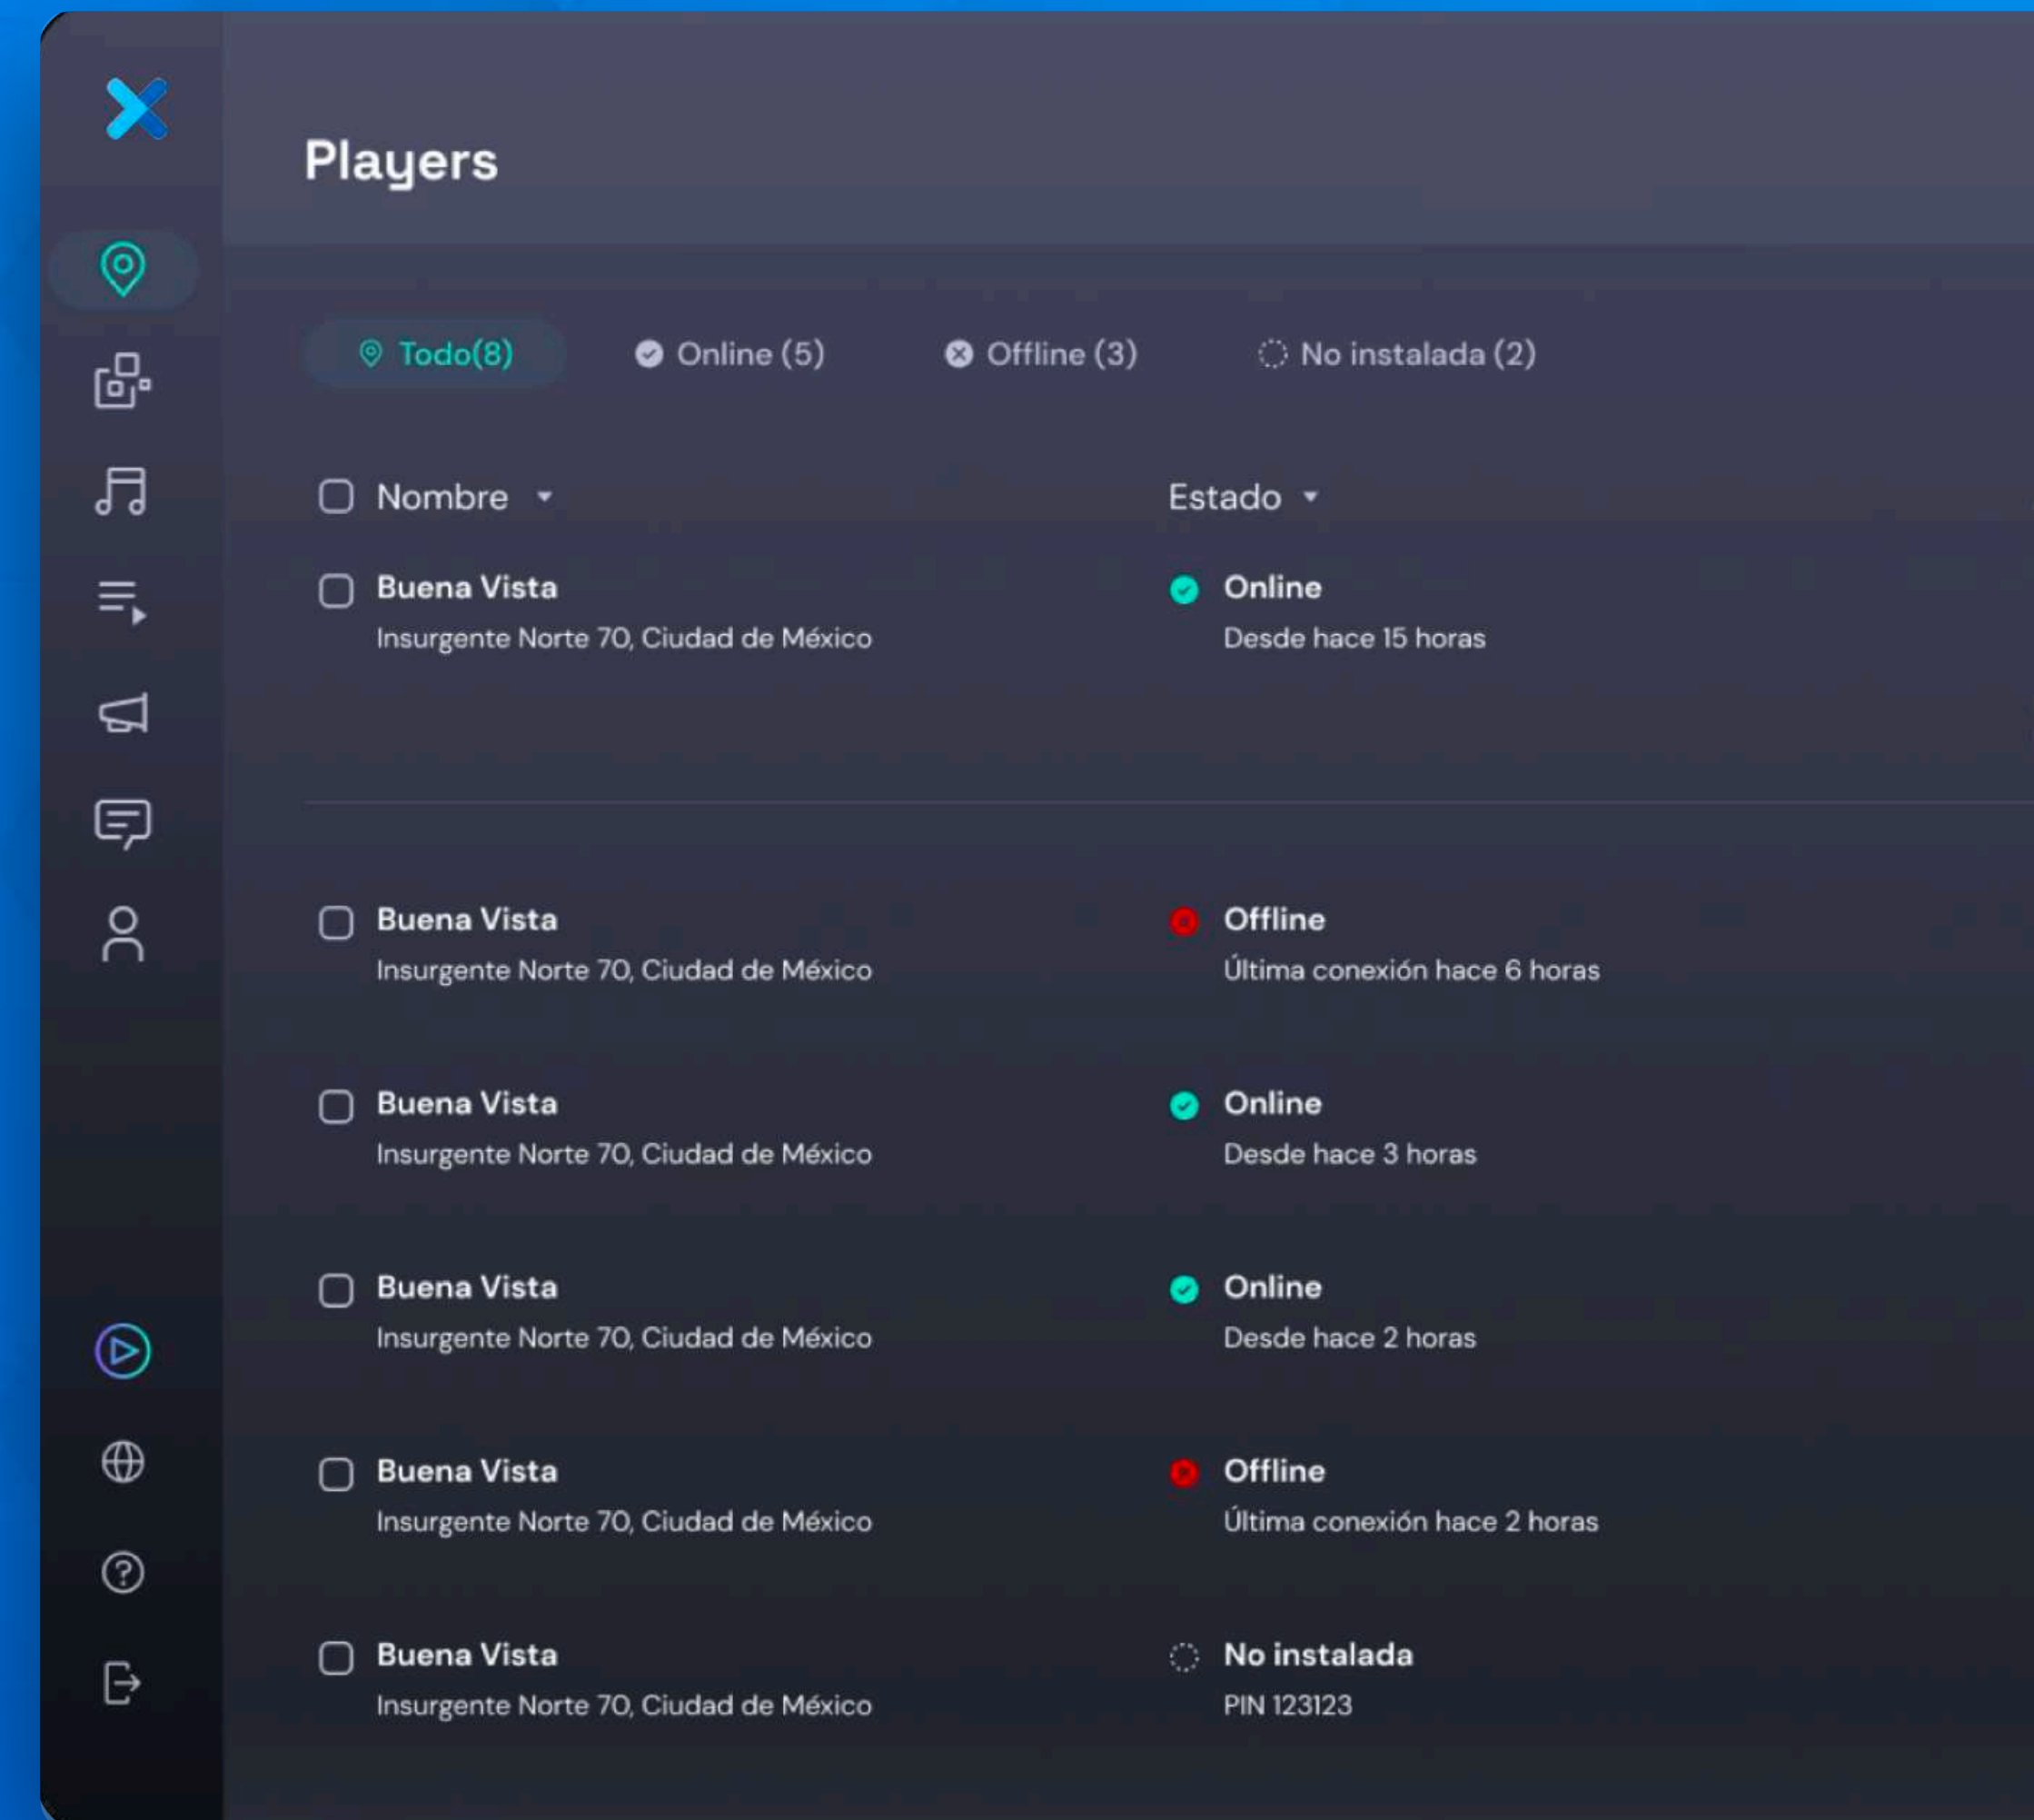 Players
Todo(8) Online (5) Offline (3) No instalada (2)
Nombre Estado
Buena Vista Online
Insurgente Norte 70, Ciudad de México Desde hace 15 horas
Buena Vista Offline
Insurgente Norte 70, Ciudad de México Última conexión hace 6 horas
Buena Vista Online
Insurgente Norte 70, Ciudad de México Desde hace 3 horas
Buena Vista Online
Insurgente Norte 70, Ciudad de México Desde hace 2 horas
Buena Vista Offline
Insurgente Norte 70, Ciudad de México Última conexión hace 2 horas
Buena Vista No instalada
Insurgente Norte 70, Ciudad de México PIN 123123